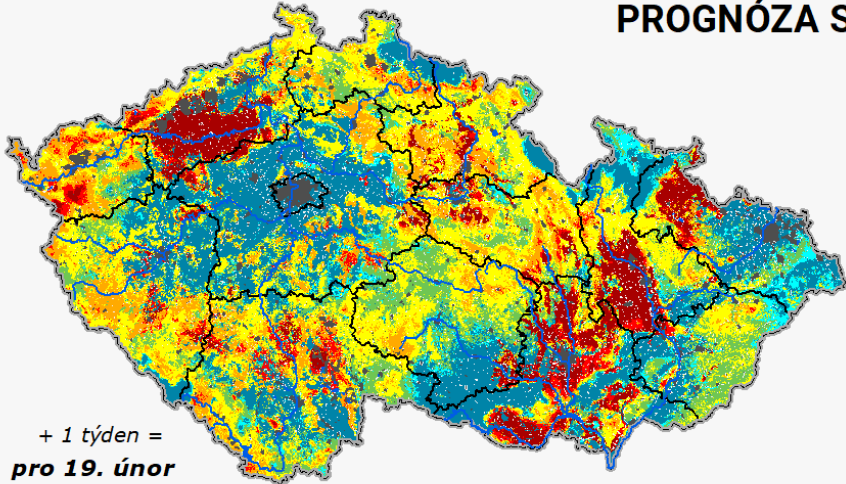 PROGNÓZA S
+ 1 týden =
pro 19. únor